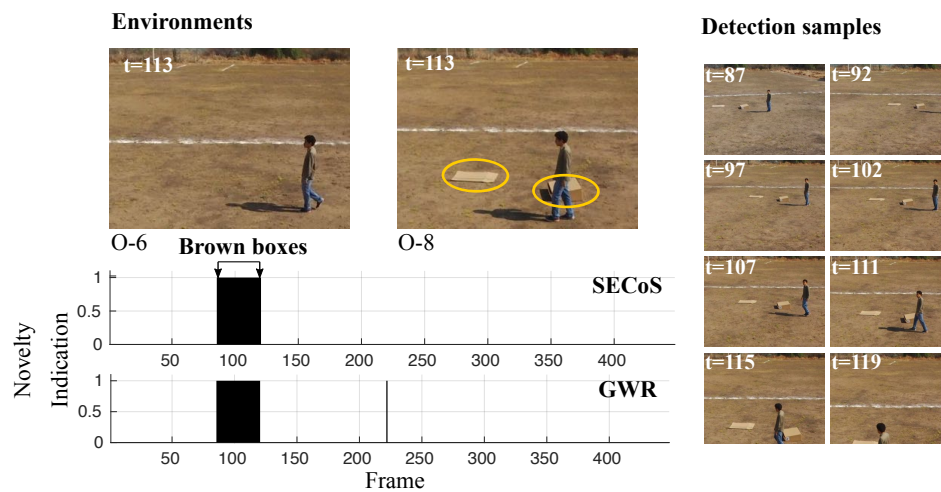 Environments
Detection samples
t=113
t=113
O-6
O-8
t=87
t=92
t=97
t=102
t=107
t=111
t=115
t=119
Brown boxes
Novelty
Indication
1
0.5
0
SECoS
50 100 150 200 250 300 350 400
1
0.5
0
GWR
50 100 150 200 250 300 350 400
Frame